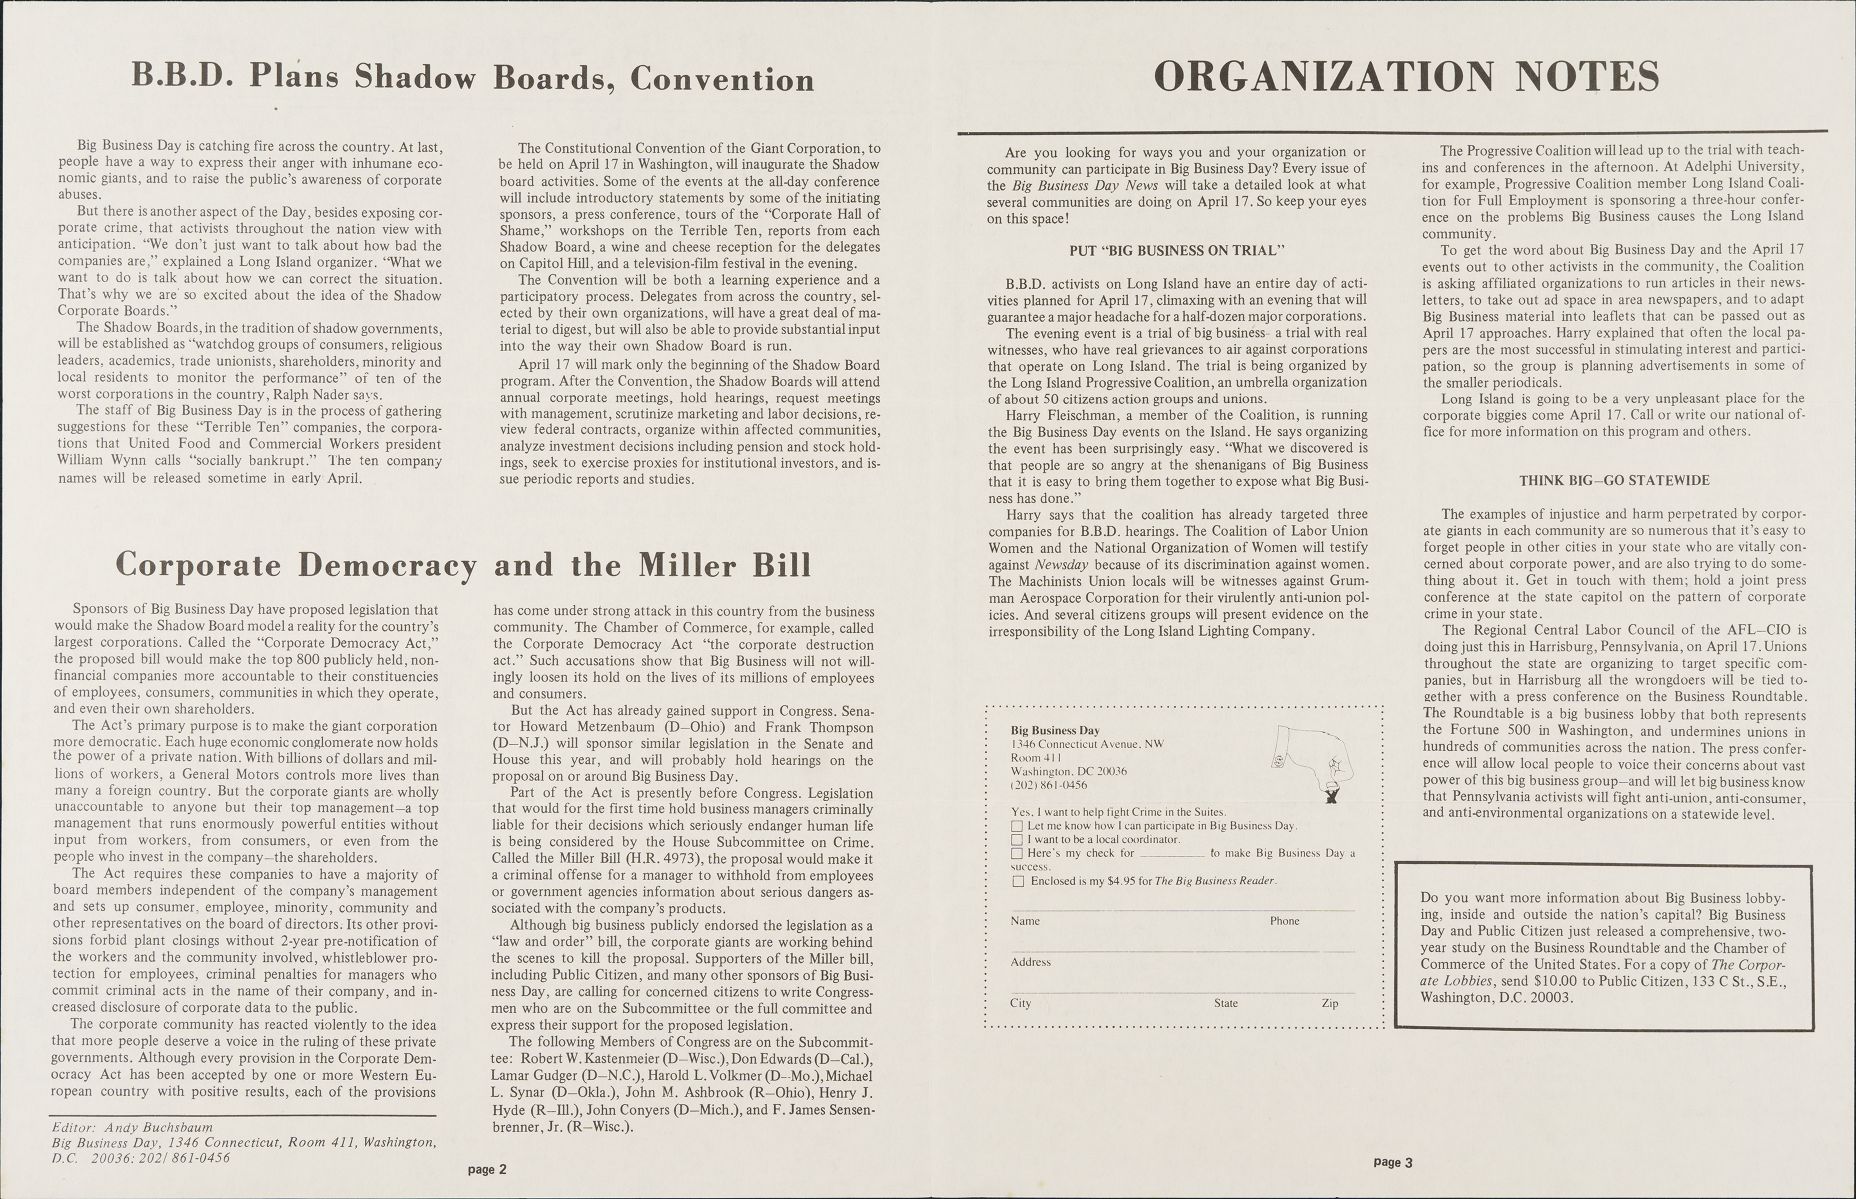 B.B.D. Plans Shadow Boards, Convention
Big Business Day is catching fire across the country. At last,
people have a way to express their anger with inhumane eco-
nomic giants, and to raise the public's awareness of corporate
abuses.
But there is another aspect of the Day, besides exposing cor-
porate crime, that activists throughout the nation view with
anticipation. "We don't just want to talk about how bad the
companies are," explained a Long Island organizer. "What we
want to do is talk about how we can correct the situation.
That's why we are so excited about the idea of the Shadow
Corporate Boards."
The Shadow Boards, in the tradition of shadow governments,
will be established as "watchdog groups of consumers, religious
leaders, academics, trade unionists, shareholders, minority and
local residents to monitor the performance" of ten of the
worst corporations in the country, Ralph Nader says.
The staff of Big Business Day is in the process of gathering
suggestions for these "Terrible Ten" companies, the corpora-
tions that United Food and Commercial Workers president
William Wynn calls "socially bankrupt." The ten company
names will be released sometime in early April.
The Constitutional Convention of the Giant Corporation, to
be held on April 17 in Washington, will inaugurate the Shadow
board activities. Some of the events at the all-day conference
will include introductory statements by some of the initiating
sponsors, a press conference, tours of the "Corporate Hall of
Shame," workshops on the Terrible Ten, reports from each
Shadow Board, a wine and cheese reception for the delegates
on Capitol Hill, and a television-film festival in the evening.
The Convention will be both a learning experience and a
participatory process. Delegates from across the country, sel-
ected by their own organizations, will have a great deal of ma-
terial to digest, but will also be able to provide substantial input
into the way their own Shadow Board is run.
April 17 will mark only the beginning of the Shadow Board
program. After the Convention, the Shadow Boards will attend
annual corporate meetings, hold hearings, request meetings
with management, scrutinize marketing and labor decisions, re-
view federal contracts, organize within affected communities,
analyze investment decisions including pension and stock hold-
ings, seek to exercise proxies for institutional investors, and is-
sue periodic reports and studies.
Corporate Democracy and the Miller Bill
Sponsors of Big Business Day have proposed legislation that
would make the Shadow Board model a reality for the country's
largest corporations. Called the "Corporate Democracy Act,"
the proposed bill would make the top 800 publicly held, non-
financial companies more accountable to their constituencies
of employees, consumers, communities in which they operate,
and even their own shareholders.
The Act's primary purpose is to make the giant corporation
more democratic. Each huge economic conglomerate now holds
the power of a private nation. With billions of dollars and mil-
lions of workers, a General Motors controls more lives than
many a foreign country. But the corporate giants are wholly
unaccountable to anyone but their top management—a top
management that runs enormously powerful entities without
input from workers, from consumers, or even from the
people who invest in the company—the shareholders.
The Act requires these companies to have a majority of
board members independent of the company's management
and sets up consumer, employee, minority, community and
other representatives on the board of directors. Its other provi-
sions forbid plant closings without 2-year pre-notification of
the workers and the community involved, whistleblower pro-
tection for employees, criminal penalties for managers who
commit criminal acts in the name of their company, and in-
creased disclosure of corporate data to the public.
The corporate community has reacted violently to the idea
that more people deserve a voice in the ruling of these private
governments. Although every provision in the Corporate Dem-
ocracy Act has been accepted by one or more Western Eu-
ropean country with positive results, each of the provisions
Editor: Andy Buchsbaum
Big Business Day, 1346 Connecticut, Room 411, Washington,
D.C. 20036: 202/ 861-0456
has come under strong attack in this country from the business
community. The Chamber of Commerce, for example, called
the Corporate Democracy Act "the corporate destruction
act." Such accusations show that Big Business will not will-
ingly loosen its hold on the lives of its millions of employees
and consumers.
But the Act has already gained support in Congress. Sena-
tor Howard Metzenbaum (D—Ohio) and Frank Thompson
(D—N.J.) will sponsor similar legislation in the Senate and
House this year, and will probably hold hearings on the
proposal on or around Big Business Day.
Part of the Act is presently before Congress. Legislation
that would for the first time hold business managers criminally
liable for their decisions which seriously endanger human life
is being considered by the House Subcommittee on Crime.
Called the Miller Bill (H.R. 4973), the proposal would make it
a criminal offense for a manager to withhold from employees
or government agencies information about serious dangers as-
sociated with the company's products.
Although big business publicly endorsed the legislation as a
"law and order" bill, the corporate giants are working behind
the scenes to kill the proposal. Supporters of the Miller bill,
including Public Citizen, and many other sponsors of Big Busi-
ness Day, are calling for concerned citizens to write Congress-
men who are on the Subcommittee or the full committee and
express their support for the proposed legislation.
The following Members of Congress are on the Subcommit-
tee: Robert W. Kastenmeier (D—Wisc.), Don Edwards (D—Cal.),
Lamar Gudger (D—N.C.), Harold L. Volkmer (D—Mo.), Michael
L. Synar (D—Okla.), John M. Ashbrook (R—Ohio), Henry J.
Hyde (R—Ill.), John Conyers (D—Mich.), and F. James Sensen-
brenner, Jr. (R—Wisc.).
page 2
ORGANIZATION NOTES
Are you looking for ways you and your organization or
community can participate in Big Business Day? Every issue of
the Big Business Day News will take a detailed look at what
several communities are doing on April 17. So keep your eyes
on this space!
PUT "BIG BUSINESS ON TRIAL"
B.B.D. activists on Long Island have an entire day of acti-
vities planned for April 17, climaxing with an evening that will
guarantee a major headache for a half-dozen major corporations.
The evening event is a trial of big business- a trial with real
witnesses, who have real grievances to air against corporations
that operate on Long Island. The trial is being organized by
the Long Island Progressive Coalition, an umbrella organization
of about 50 citizens action groups and unions.
Harry Fleischman, a member of the Coalition, is running
the Big Business Day events on the Island. He says organizing
the event has been surprisingly easy. "What we discovered is
that people are so angry at the shenanigans of Big Business
that it is easy to bring them together to expose what Big Busi-
ness has done."
Harry says that the coalition has already targeted three
companies for B.B.D. hearings. The Coalition of Labor Union
Women and the National Organization of Women will testify
against Newsday because of its discrimination against women.
The Machinists Union locals will be witnesses against Grum-
man Aerospace Corporation for their virulently anti-union pol-
icies. And several citizens groups will present evidence on the
irresponsibility of the Long Island Lighting Company.
Big Business Day
1346 Connecticut Avenue, NW
Room 411
Washington, DC 20036
(202) 861-0456
Yes, I want to help fight Crime in the Suites.
Let me know how I can participate in Big Business Day.
I want to be a local coordinator.
Here's my check for __________ to make Big Business Day a
success.
Enclosed is my $4.95 for The Big Business Reader.
Name Phone
Address
City State Zip
The Progressive Coalition will lead up to the trial with teach-
ins and conferences in the afternoon. At Adelphi University,
for example, Progressive Coalition member Long Island Coali-
tion for Full Employment is sponsoring a three-hour confer-
ence on the problems Big Business causes the Long Island
community.
To get the word about Big Business Day and the April 17
events out to other activists in the community, the Coalition
is asking affiliated organizations to run articles in their news-
letters, to take out ad space in area newspapers, and to adapt
Big Business material into leaflets that can be passed out as
April 17 approaches. Harry explained that often the local pa-
pers are the most successful in stimulating interest and partici-
pation, so the group is planning advertisements in some of
the smaller periodicals.
Long Island is going to be a very unpleasant place for the
corporate biggies come April 17. Call or write our national of-
fice for more information on this program and others.
THINK BIG—GO STATEWIDE
The examples of injustice and harm perpetrated by corpor-
ate giants in each community are so numerous that it's easy to
forget people in other cities in your state who are vitally con-
cerned about corporate power, and are also trying to do some-
thing about it. Get in touch with them; hold a joint press
conference at the state capitol on the pattern of corporate
crime in your state.
The Regional Central Labor Council of the AFL—CIO is
doing just this in Harrisburg, Pennsylvania, on April 17. Unions
throughout the state are organizing to target specific com-
panies, but in Harrisburg all the wrongdoers will be tied to-
gether with a press conference on the Business Roundtable.
The Roundtable is a big business lobby that both represents
the Fortune 500 in Washington, and undermines unions in
hundreds of communities across the nation. The press confer-
ence will allow local people to voice their concerns about vast
power of this big business group—and will let big business know
that Pennsylvania activists will fight anti-union, anti-consumer,
and anti-environmental organizations on a statewide level.
Do you want more information about Big Business lobby-
ing, inside and outside the nation's capital? Big Business
Day and Public Citizen just released a comprehensive, two-
year study on the Business Roundtable and the Chamber of
Commerce of the United States. For a copy of The Corpor-
ate Lobbies, send $10.00 to Public Citizen, 133 C St., S.E.,
Washington, D.C. 20003.
page 3